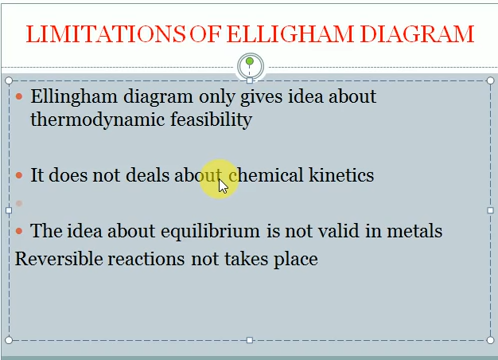 LIMITATIONS OF ELLIGHAM DIAGRAM
• Ellingham diagram only gives idea about
thermodynamic feasibility
• It does not deals about chemical kinetics
• The idea about equilibrium is not valid in metals
Reversible reactions not takes place